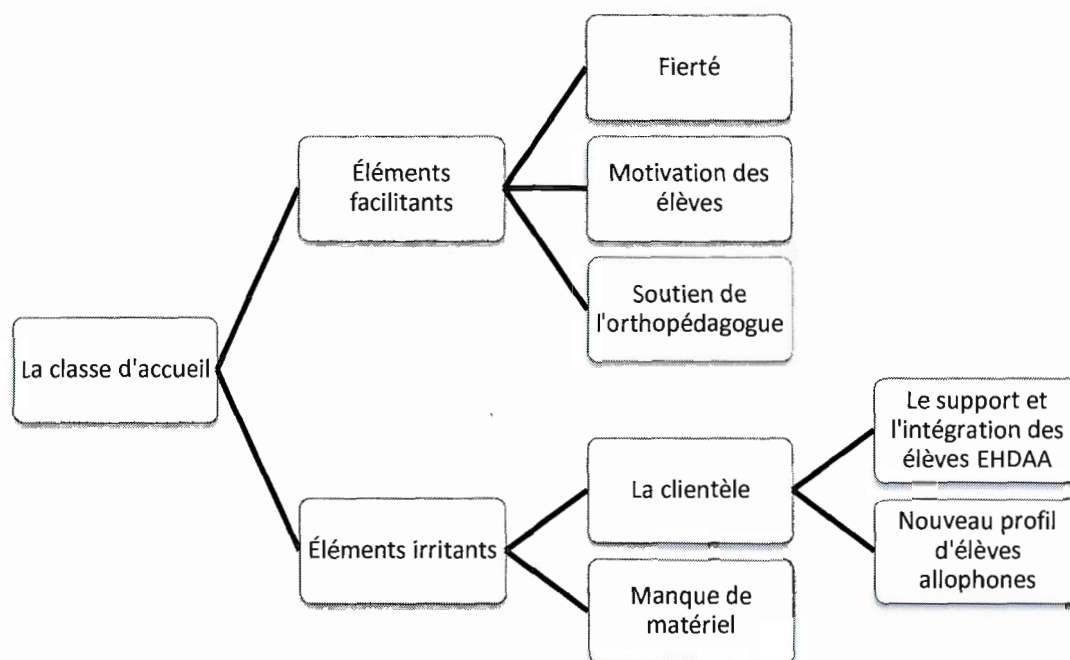 Fierté
Éléments
facilitants
Motivation des
élèves
Soutien de
l'orthopédagogue
La classe d'accueil
Éléments irritants
La clientèle
Le support et
l'intégration des
élèves EHDAA
Nouveau profil
d'élèves
allophones
Manque de
matériel